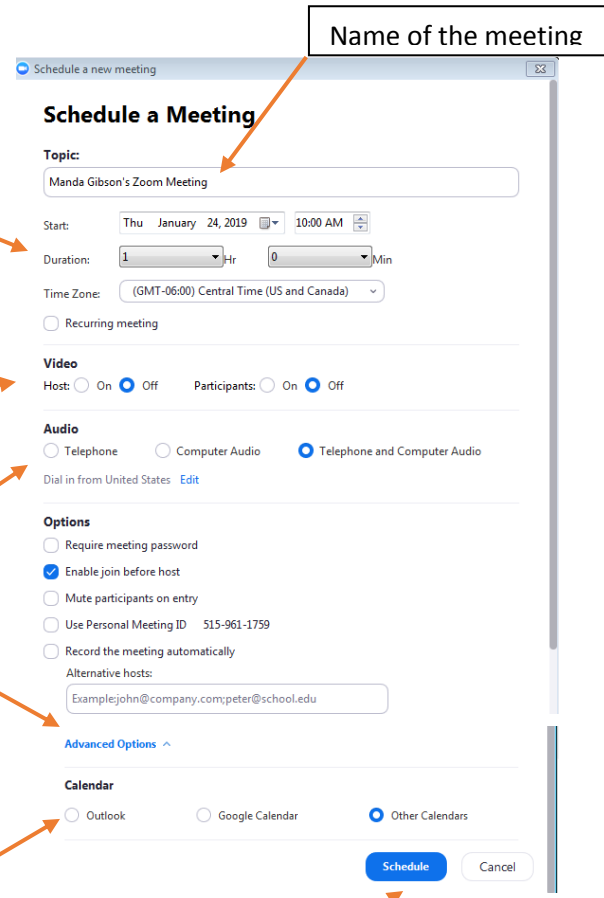 Name of the meeting
Schedule a new meeting
Schedule a Meeting
Topic:
Manda Gibson's Zoom Meeting
Start: Thu January 24, 2019 10:00 AM
Duration: 1 Hr 0 Min
Time Zone: (GMT-06:00) Central Time (US and Canada)
Recurring meeting
Video
Host: On Off Participants: On Off
Audio
Telephone Computer Audio Telephone and Computer Audio
Dial in from United States Edit
Options
Require meeting password
Enable join before host
Mute participants on entry
Use Personal Meeting ID 515-961-1759
Record the meeting automatically
Alternative hosts:
Example:john@company.com;peter@school.edu
Advanced Options
Calendar
Outlook Google Calendar Other Calendars
Schedule Cancel